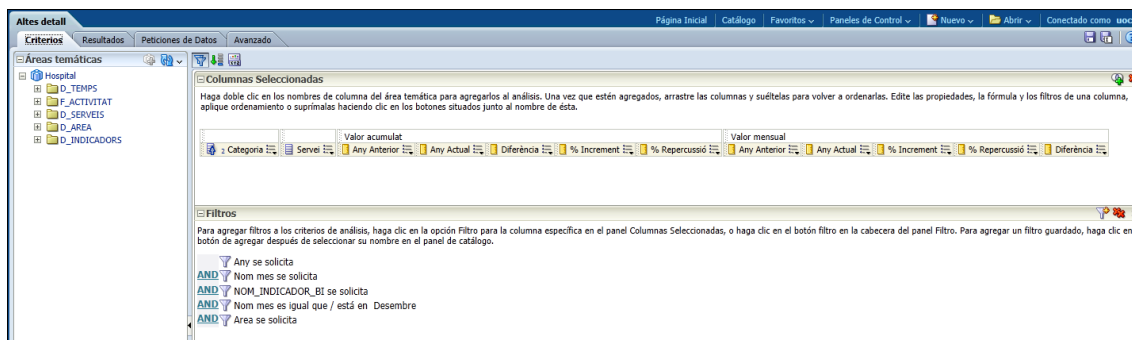 Altes detall
Página Inicial Catálogo Favoritos Paneles de Control Nuevo Abrir Conectado como uoc
Criterios Resultados Peticiones de Datos Avanzado
Áreas temáticas
Hospital
D_TEMPS
F_ACTIVITAT
D_SERVEIS
D_AREA
D_INDICADORS
Columnas Seleccionadas
Haga doble clic en los nombres de columna del área temática para agregarlos al análisis. Una vez que estén agregados, arrastre las columnas y suéltelas para volver a ordenarlas. Edite las propiedades, la fórmula y los filtros de una columna,
aplique ordenamiento o suprímalas haciendo clic en los botones situados junto al nombre de ésta.
Valor acumulat Valor mensual
2 Categoria Servei Any Anterior Any Actual Diferència % Increment % Repercussió Any Anterior Any Actual % Increment % Repercussió Diferència
Filtros
Para agregar filtros a los criterios de análisis, haga clic en la opción Filtro para la columna específica en el panel Columnas Seleccionadas, o haga clic en el botón filtro en la cabecera del panel Filtro. Para agregar un filtro guardado, haga clic en
botón de agregar después de seleccionar su nombre en el panel de catálogo.
Any se solicita
AND Nom mes se solicita
AND NOM_INDICADOR_BI se solicita
AND Nom mes es igual que / está en Desembre
AND Area se solicita